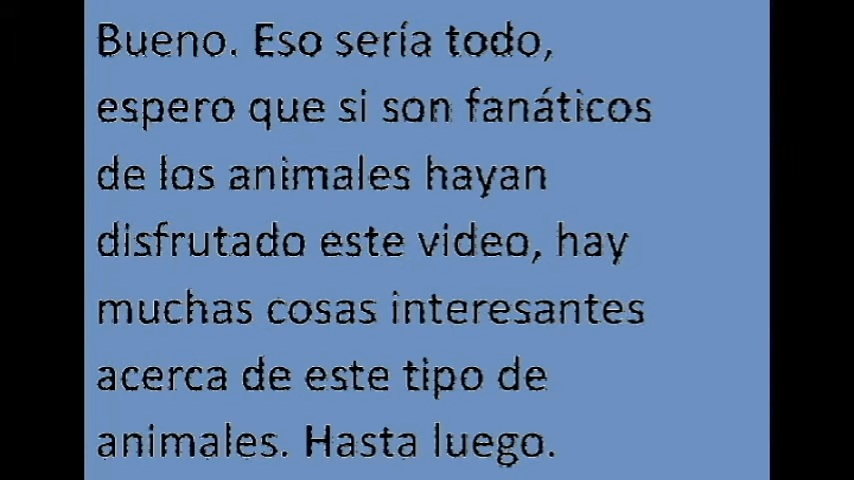 Bueno. Eso sería todo,
espero que si son fanáticos
de los animales hayan
disfrutado este video, hay
muchas cosas interesantes
acerca de este tipo de
animales. Hasta luego.